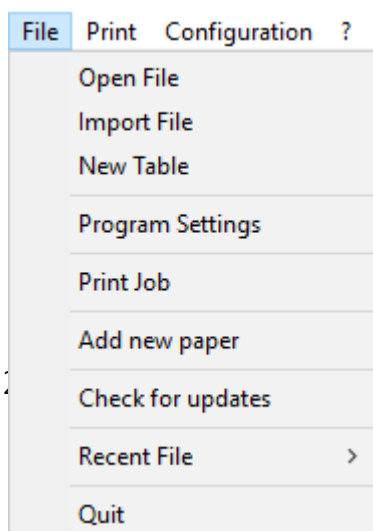 File Print Configuration ?
Open File
Import File
New Table
Program Settings
Print Job
Add new paper
Check for updates
Recent File >
Quit